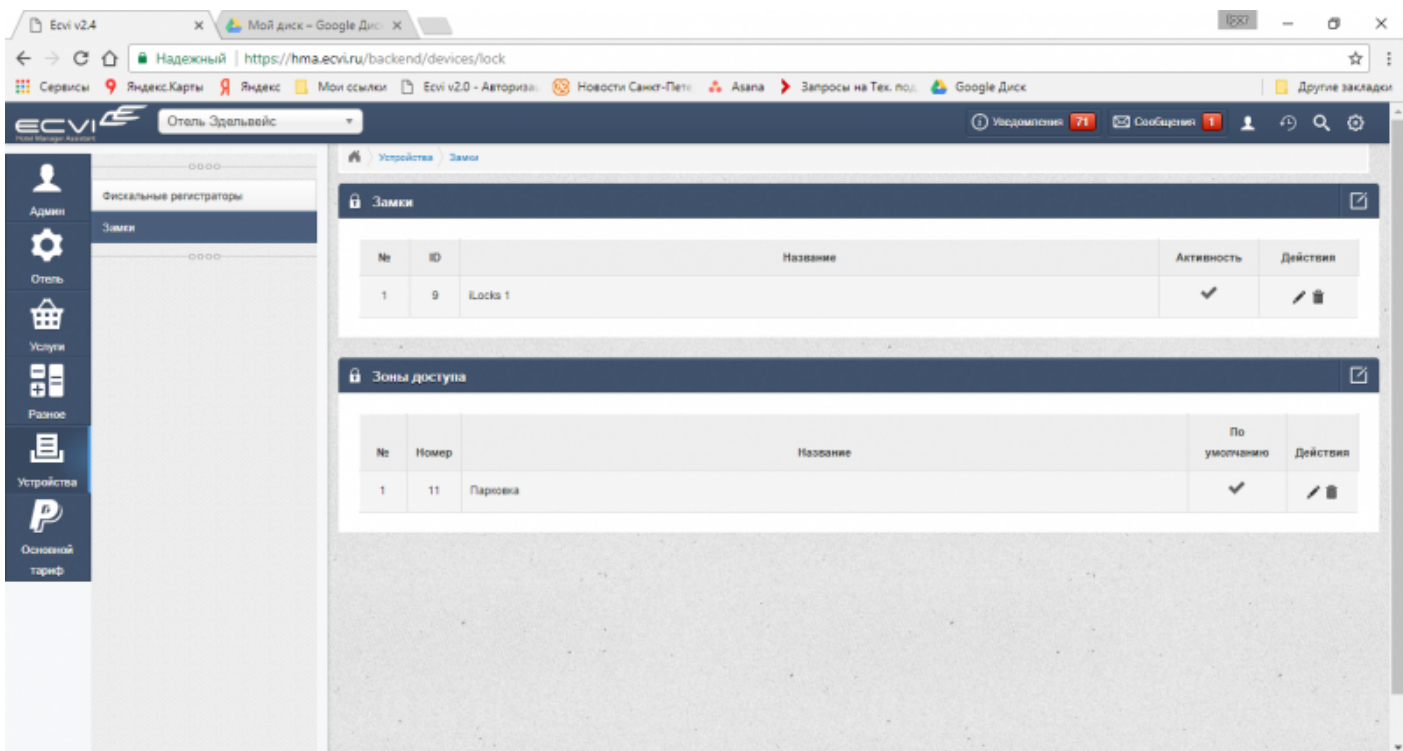 Ecvi v2.4
Мой диск – Google Дис
Надежный | https://hma.ecvi.ru/backend/devices/lock
Сервисы Яндекс.Карты Яндекс Мои ссылки Ecvi v2.0 - Авториза Новости Санкт-Пете Asana Запросы на Тех. под Google Диск Другие закладки
ECVI Отель Эдельвейс Уведомления 71 Сообщения 1
Hotel Manager Assistant
Устройства Замки
Админ
Отель
Услуги
Разное
Устройства
Основной
тариф
Фискальные регистраторы
Замки
Замки
№ ID Название Активность Действия
1 9 iLocks 1
Зоны доступа
№ Номер Название По умолчанию Действия
1 11 Парковка